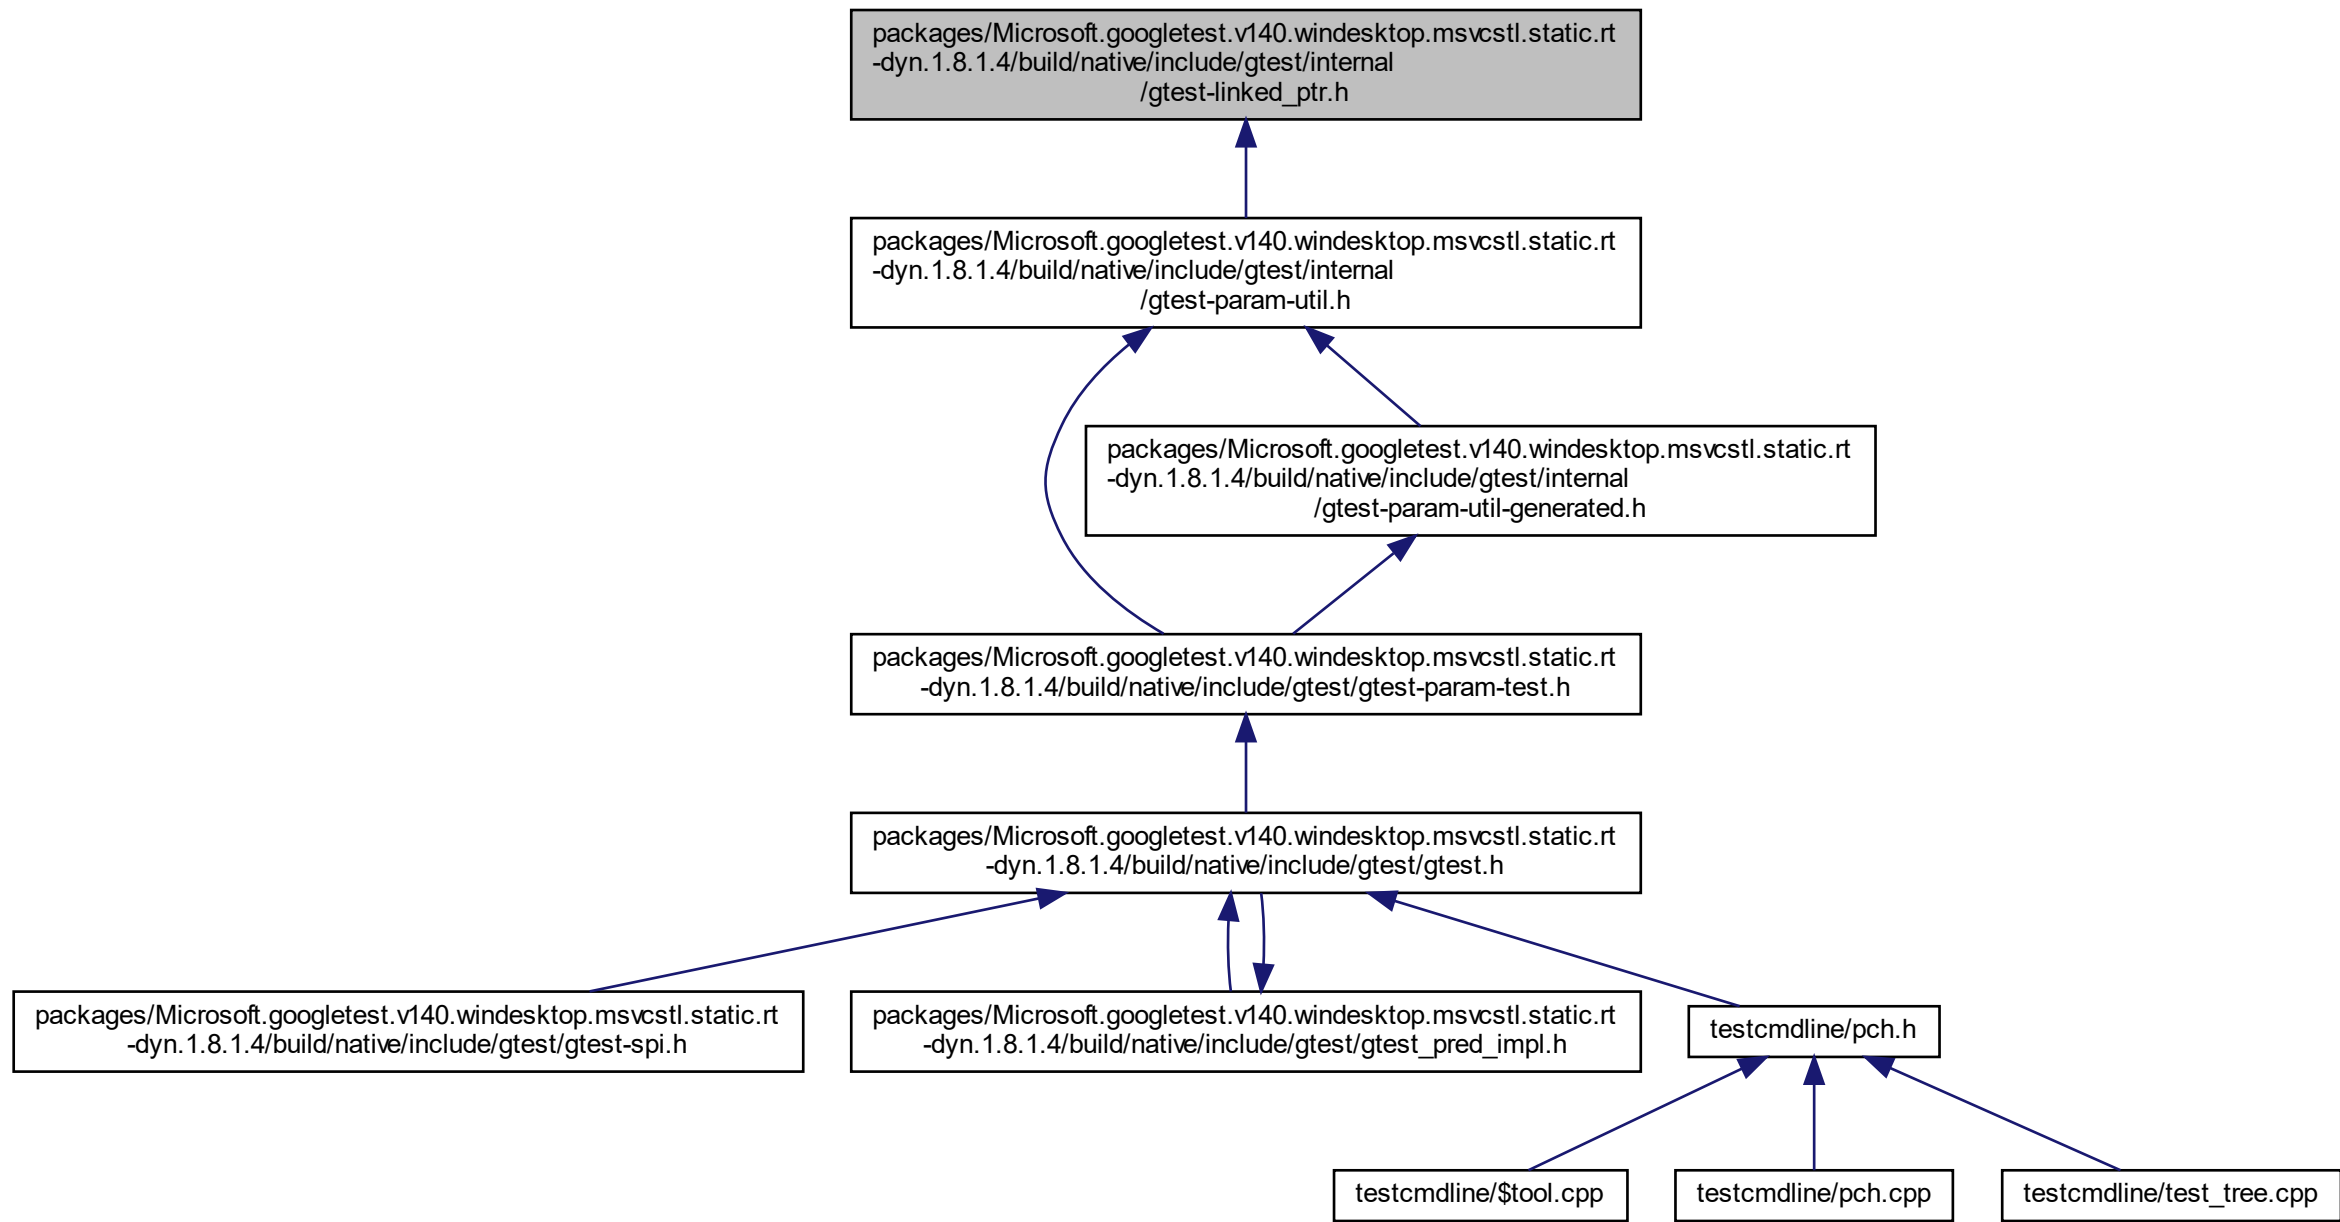 packages/Microsoft.googletest.v140.windesktop.msvcstl.static.rt
-dyn.1.8.1.4/build/native/include/gtest/internal
/gtest-linked_ptr.h
packages/Microsoft.googletest.v140.windesktop.msvcstl.static.rt
-dyn.1.8.1.4/build/native/include/gtest/internal
/gtest-param-util.h
packages/Microsoft.googletest.v140.windesktop.msvcstl.static.rt
-dyn.1.8.1.4/build/native/include/gtest/internal
/gtest-param-util-generated.h
packages/Microsoft.googletest.v140.windesktop.msvcstl.static.rt
-dyn.1.8.1.4/build/native/include/gtest/gtest-param-test.h
packages/Microsoft.googletest.v140.windesktop.msvcstl.static.rt
-dyn.1.8.1.4/build/native/include/gtest/gtest.h
packages/Microsoft.googletest.v140.windesktop.msvcstl.static.rt
-dyn.1.8.1.4/build/native/include/gtest/gtest-spi.h
packages/Microsoft.googletest.v140.windesktop.msvcstl.static.rt
-dyn.1.8.1.4/build/native/include/gtest/gtest_pred_impl.h
testcmdline/pch.h
testcmdline/$tool.cpp
testcmdline/pch.cpp
testcmdline/test_tree.cpp